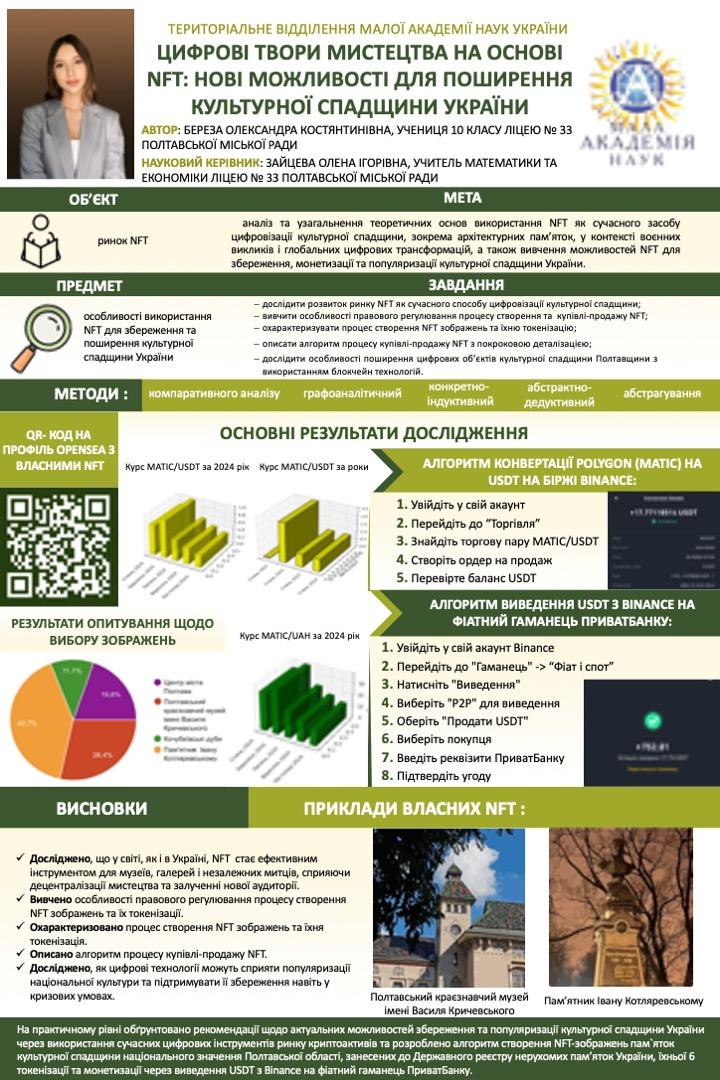 ТЕРИТОРІАЛЬНЕ ВІДДІЛЕННЯ МАЛОЇ АКАДЕМІЇ НАУК УКРАЇНИ
ЦИФРОВІ ТВОРИ МИСТЕЦТВА НА ОСНОВІ
NFT: НОВІ МОЖЛИВОСТІ ДЛЯ ПОШИРЕННЯ
КУЛЬТУРНОЇ СПАДЩИНИ УКРАЇНИ
АВТОР: БЕРЕЗА ОЛЕКСАНДРА КОСТЯНТИНІВНА, УЧЕНИЦЯ 10 КЛАСУ ЛІЦЕЮ № 33
ПОЛТАВСЬКОЇ МІСЬКОЇ РАДИ
НАУКОВИЙ КЕРІВНИК: ЗАЙЦЕВА ОЛЕНА ІГОРІВНА, УЧИТЕЛЬ МАТЕМАТИКИ ТА
ЕКОНОМІКИ ЛІЦЕЮ № 33 ПОЛТАВСЬКОЇ МІСЬКОЇ РАДИ
МАЛА
АКАДЕМІЯ
НАУК
ОБ’ЄКТ
ринок NFT
МЕТА
аналіз та узагальнення теоретичних основ використання NFT як сучасного засобу
цифровізації культурної спадщини, зокрема архітектурних пам’яток, у контексті воєнних
викликів і глобальних цифрових трансформацій, а також вивчення можливостей NFT для
збереження, монетизації та популяризації культурної спадщини України.
ПРЕДМЕТ
особливості використання
NFT для збереження та
поширення культурної
спадщини України
ЗАВДАННЯ
– дослідити розвиток ринку NFT як сучасного способу цифровізації культурної спадщини;
– вивчити особливості правового регулювання процесу створення та купівлі-продажу NFT;
– охарактеризувати процес створення NFT зображень та їхню токенізацію;
– описати алгоритм процесу купівлі-продажу NFT з покроковою деталізацією;
– дослідити особливості поширення цифрових об’єктів культурної спадщини Полтавщини з
використанням блокчейн технологій.
МЕТОДИ :
компаративного аналізу
графоаналітичний
конкретно-
індуктивний
абстрактно-
дедуктивний
абстрагування
QR- КОД НА
ПРОФІЛЬ OPENSEA З
ВЛАСНИМИ NFT
ОСНОВНІ РЕЗУЛЬТАТИ ДОСЛІДЖЕННЯ
Курс MATIC/USDT за 2024 рік
Курс MATIC/USDT за роки
АЛГОРИТМ КОНВЕРТАЦІЇ POLYGON (MATIC) НА
USDT НА БІРЖІ BINANCE:
1. Увійдіть у свій акаунт
2. Перейдіть до “Торгівля”
3. Знайдіть торгову пару MATIC/USDT
4. Створіть ордер на продаж
5. Перевірте баланс USDT
РЕЗУЛЬТАТИ ОПИТУВАННЯ ЩОДО
ВИБОРУ ЗОБРАЖЕНЬ
Центр міста
Полтава
Полтавський
краєзнавчий музей
імені Василя
Кричевського
Кочубеївські дуби
Пам'ятник Івану
Котляревському
Курс MATIC/UAH за 2024 рік
АЛГОРИТМ ВИВЕДЕННЯ USDT З BINANCE НА
ФІАТНИЙ ГАМАНЕЦЬ ПРИВАТБАНКУ:
1. Увійдіть у свій акаунт Binance
2. Перейдіть до "Гаманець" -> “Фіат і спот”
3. Натисніть "Виведення"
4. Виберіть "P2P" для виведення
5. Оберіть "Продати USDT"
6. Виберіть покупця
7. Введіть реквізити ПриватБанку
8. Підтвердіть угоду
ВИСНОВКИ
✓ Досліджено, що у світі, як і в Україні, NFT стає ефективним
інструментом для музеїв, галерей і незалежних митців, сприяючи
децентралізації мистецтва та залученні нової аудиторії.
✓ Вивчено особливості правового регулювання процесу створення
NFT зображень та їх токенізації.
✓ Охарактеризовано процес створення NFT зображень та їхня
токенізація.
✓ Описано алгоритм процесу купівлі-продажу NFT.
✓ Досліджено, як цифрові технології можуть сприяти популяризації
національної культури та підтримувати її збереження навіть у
кризових умовах.
ПРИКЛАДИ ВЛАСНИХ NFT :
Полтавський краєзнавчий музей
імені Василя Кричевського
Пам’ятник Івану Котляревському
На практичному рівні обґрунтовано рекомендації щодо актуальних можливостей збереження та популяризації культурної спадщини України
через використання сучасних цифрових інструментів ринку криптоактивів та розроблено алгоритм створення NFT-зображень пам`яток
культурної спадщини національного значення Полтавської області, занесених до Державного реєстру нерухомих пам’яток України, їхньої 6
токенізації та монетизації через виведення USDT з Binance на фіатний гаманець ПриватБанку.